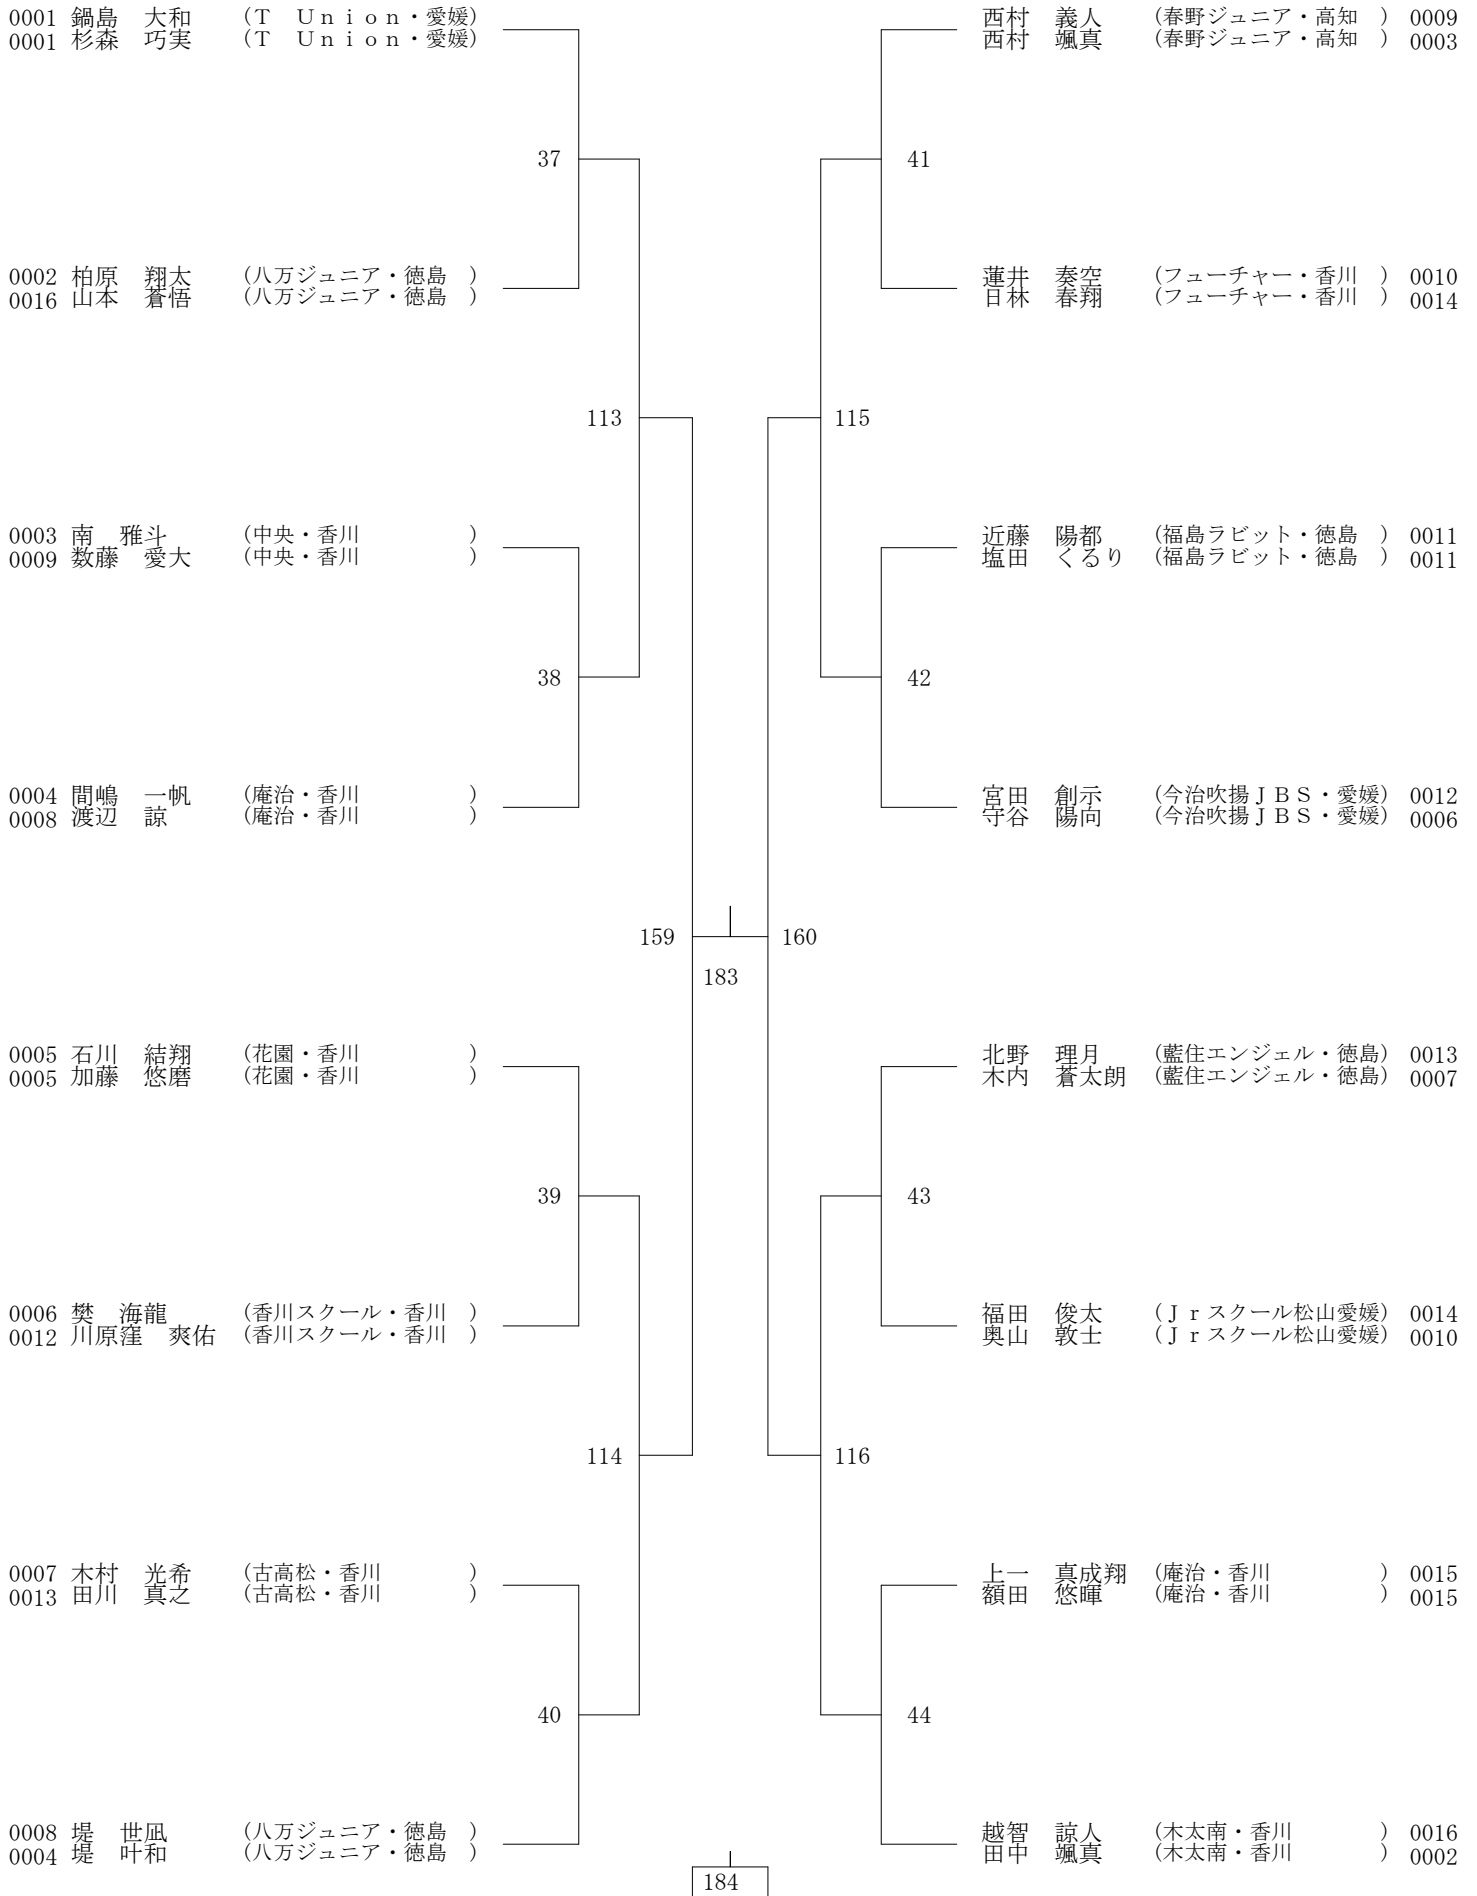 0001 鍋島　大和　（Ｔ　Ｕｎｉｏｎ・愛媛）
0001 杉森　巧実　（Ｔ　Ｕｎｉｏｎ・愛媛）
37
0002 柏原　翔太　（八万ジュニア・徳島　）
0016 山本　蒼悟　（八万ジュニア・徳島　）
113
0003 南　雅斗　（中央・香川　）
0009 数藤　愛大　（中央・香川　）
38
0004 間嶋　一帆　（庵治・香川　）
0008 渡辺　諒　（庵治・香川　）
159
183
0005 石川　結翔　（花園・香川　）
0005 加藤　悠磨　（花園・香川　）
39
0006 樊　海龍　（香川スクール・香川　）
0012 川原窪　爽佑　（香川スクール・香川　）
114
0007 木村　光希　（古高松・香川　）
0013 田川　真之　（古高松・香川　）
40
0008 堤　世凪　（八万ジュニア・徳島　）
0004 堤　叶和　（八万ジュニア・徳島　）
西村　義人　（春野ジュニア・高知　） 0009
西村　颯真　（春野ジュニア・高知　） 0003
41
蓮井　奏空　（フューチャー・香川　） 0010
日林　春翔　（フューチャー・香川　） 0014
115
近藤　陽都　（福島ラビット・徳島　） 0011
塩田　くるり　（福島ラビット・徳島　） 0011
42
宮田　創示　（今治吹揚ＪＢＳ・愛媛） 0012
守谷　陽向　（今治吹揚ＪＢＳ・愛媛） 0006
160
北野　理月　（藍住エンジェル・徳島） 0013
木内　蒼太朗　（藍住エンジェル・徳島） 0007
43
福田　俊太　（Ｊｒスクール松山愛媛） 0014
奥山　敦士　（Ｊｒスクール松山愛媛） 0010
116
上一　真成翔　（庵治・香川　） 0015
額田　悠暉　（庵治・香川　） 0015
44
越智　諒人　（木太南・香川　） 0016
田中　颯真　（木太南・香川　） 0002
184